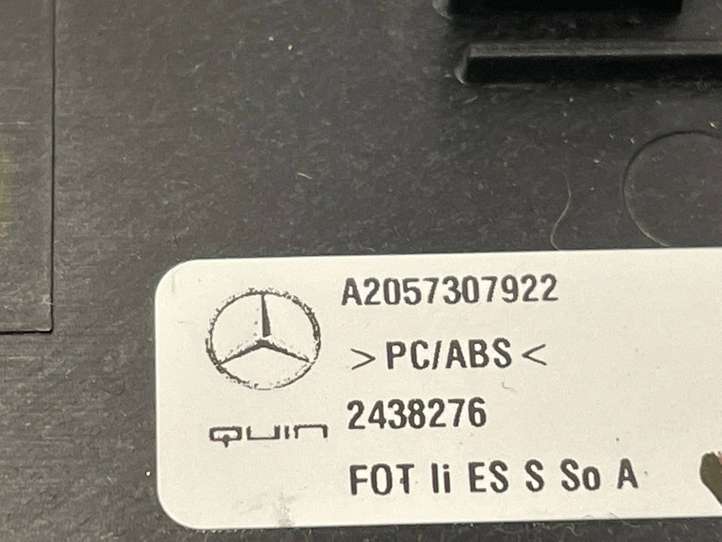 A2057307922
>PC/ABS<
QUIN 2438276
FOT li ES S So A